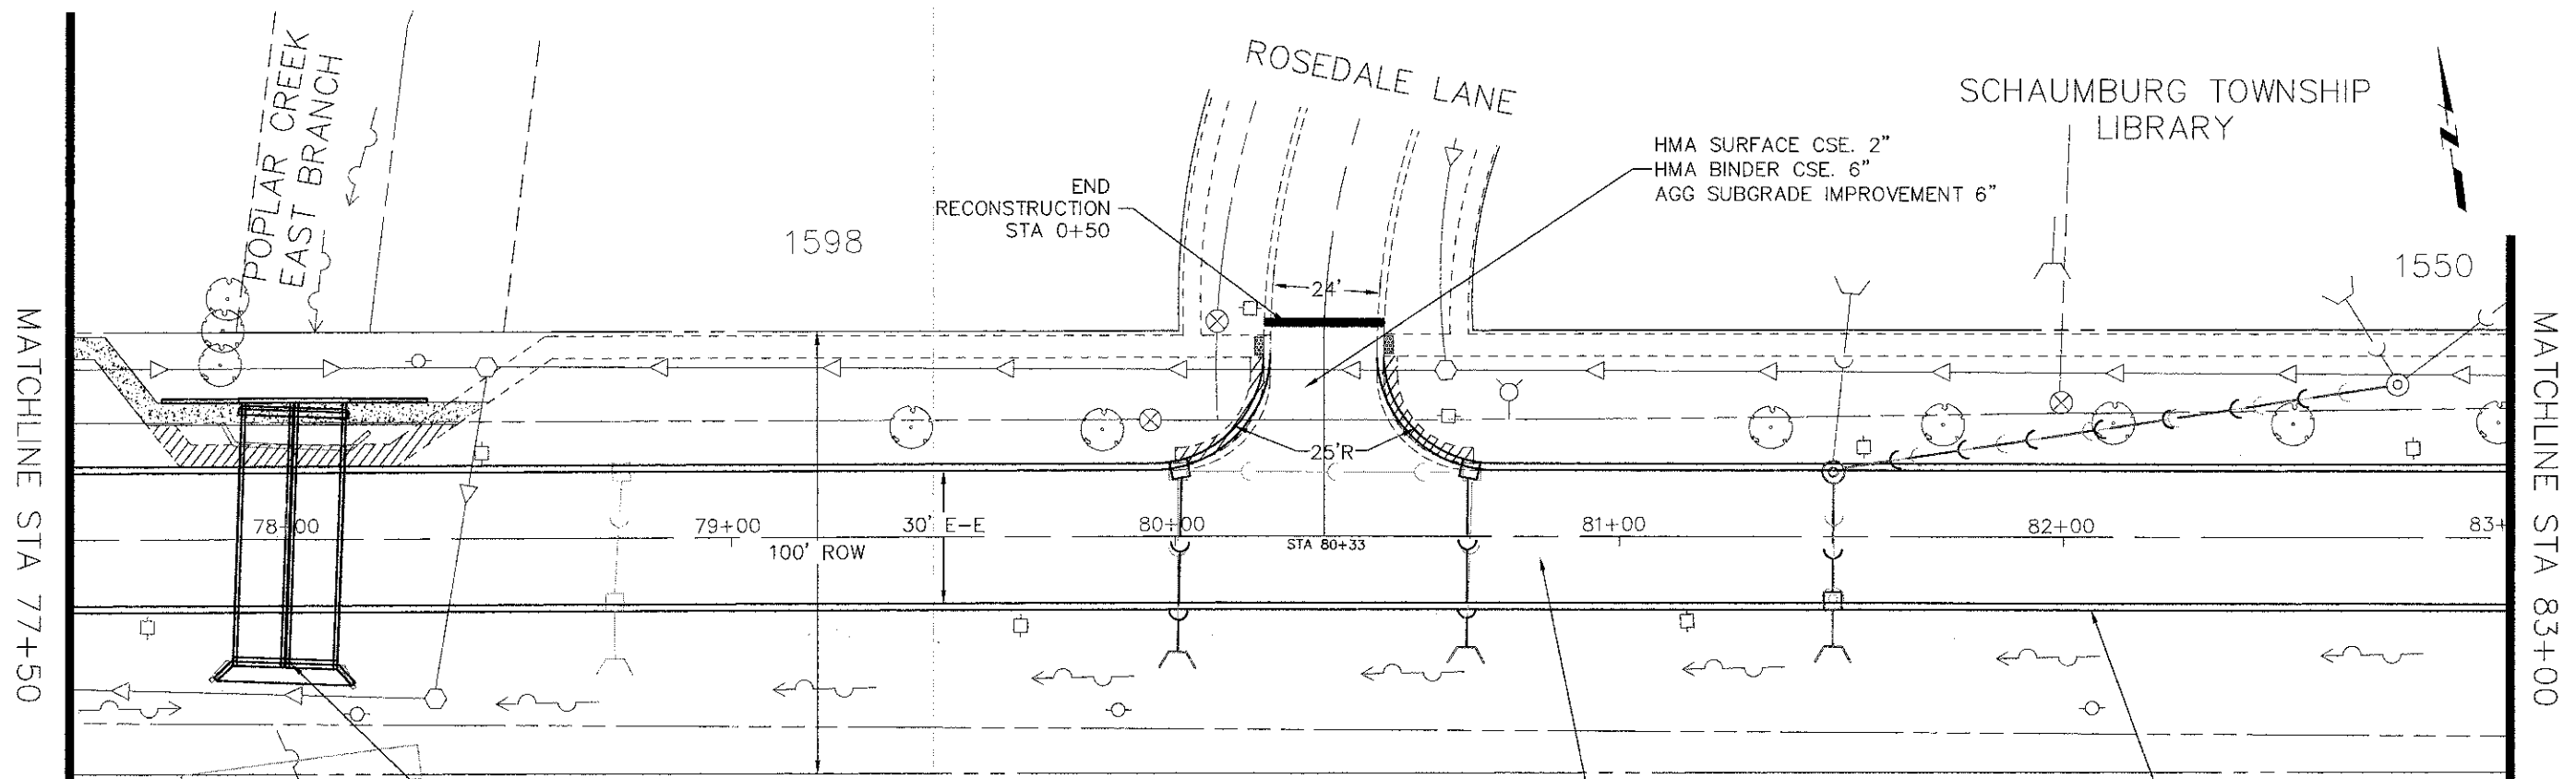 POPLAR CREEK
EAST BRANCH
ROSEDALE LANE
SCHAUMBURG TOWNSHIP
LIBRARY
HMA SURFACE CSE. 2"
HMA BINDER CSE. 6"
AGG SUBGRADE IMPROVEMENT 6"
END
RECONSTRUCTION
STA 0+50
1598
1550
24'
25'R
MATCHLINE STA 77+50
MATCHLINE STA 83+00
78+00
79+00
30' E-E
80+00
81+00
82+00
83+
100' ROW
STA 80+33